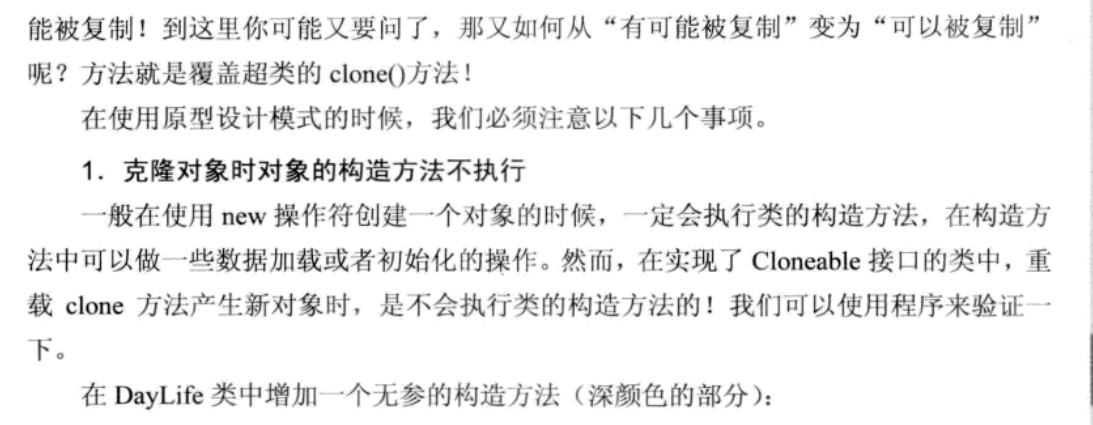 能被复制！到这里你可能又要问了，那又如何从“有可能被复制”变为“可以被复制”
呢？方法就是覆盖超类的 clone()方法！
在使用原型设计模式的时候，我们必须注意以下几个事项。
1．克隆对象时对象的构造方法不执行
一般在使用 new 操作符创建一个对象的时候，一定会执行类的构造方法，在构造方
法中可以做一些数据加载或者初始化的操作。然而，在实现了 Cloneable 接口的类中，重
载 clone 方法产生新对象时，是不会执行类的构造方法的！我们可以使用程序来验证一
下。
在 DayLife 类中增加一个无参的构造方法（深颜色的部分）：